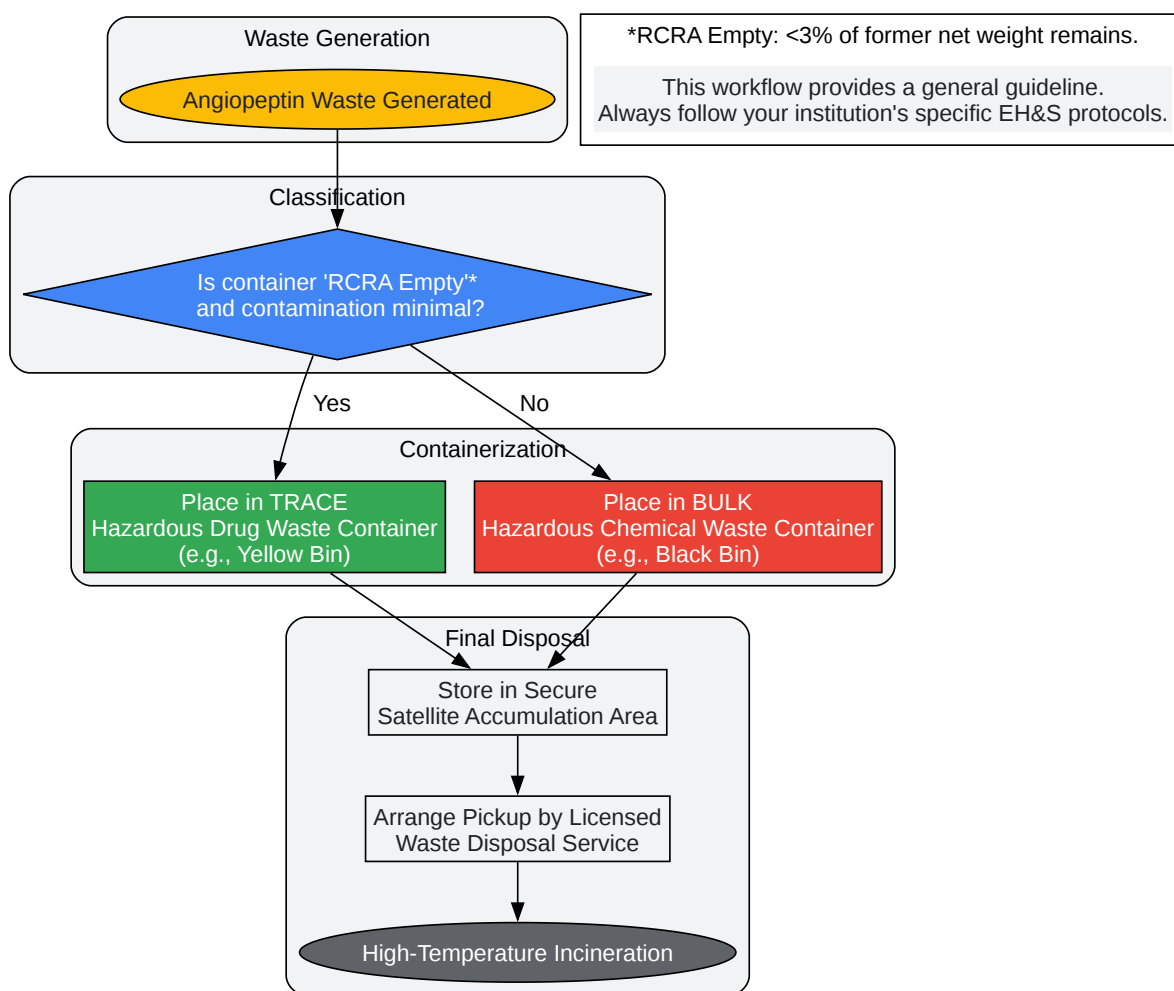 Waste Generation
Angiopeptin Waste Generated
*RCRA Empty: <3% of former net weight remains.
This workflow provides a general guideline.
Always follow your institution's specific EH&S protocols.
Classification
Is container 'RCRA Empty'*
and contamination minimal?
Yes
No
Containerization
Place in TRACE
Hazardous Drug Waste Container
(e.g., Yellow Bin)
Place in BULK
Hazardous Chemical Waste Container
(e.g., Black Bin)
Final Disposal
Store in Secure
Satellite Accumulation Area
Arrange Pickup by Licensed
Waste Disposal Service
High-Temperature Incineration